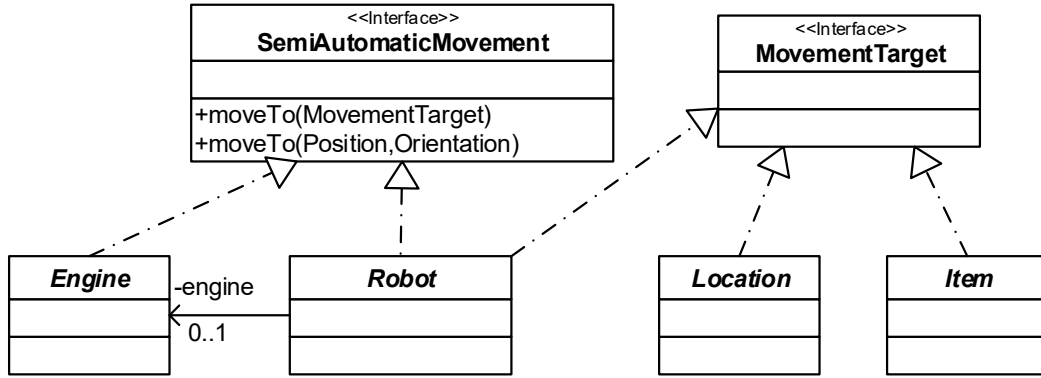 <<Interface>>
SemiAutomaticMovement
+moveTo(MovementTarget)
+moveTo(Position,Orientation)
<<Interface>>
MovementTarget
Engine
-engine
0..1
Robot
Location
Item